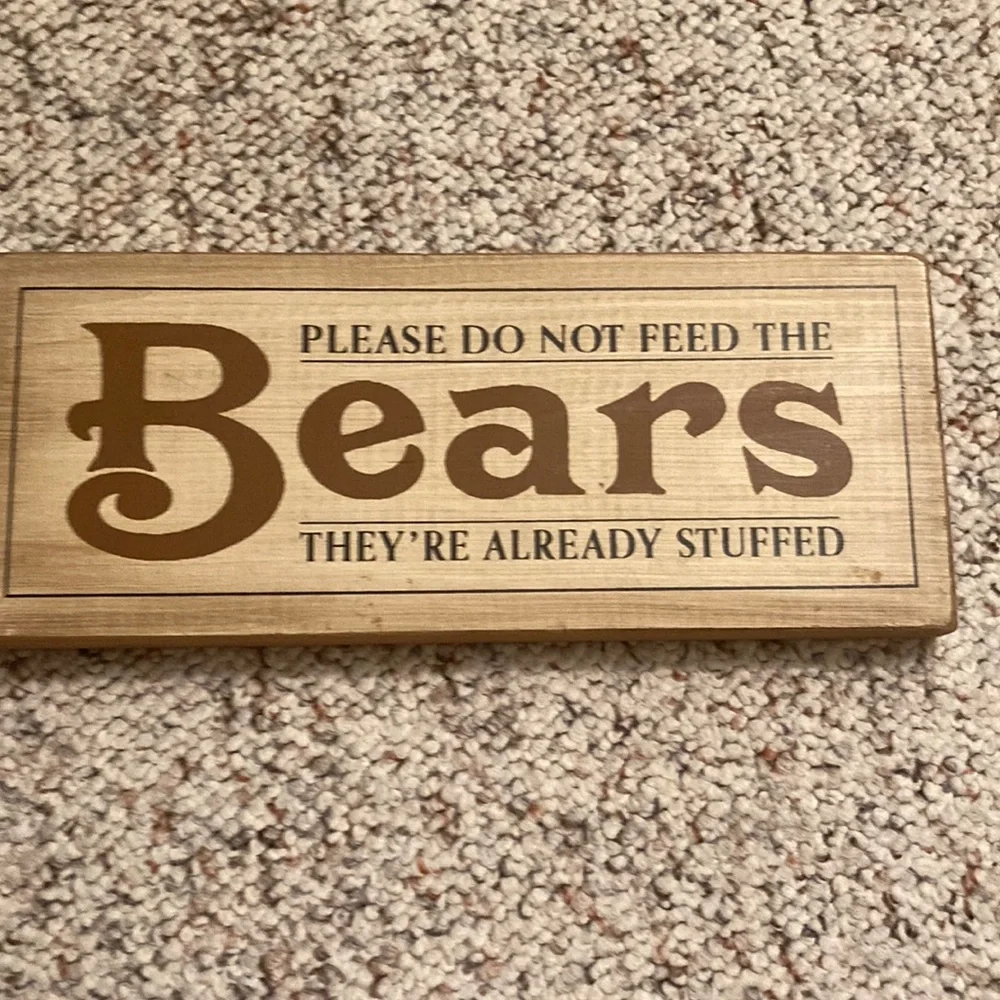 PLEASE DO NOT FEED THE
Bears
THEY'RE ALREADY STUFFED